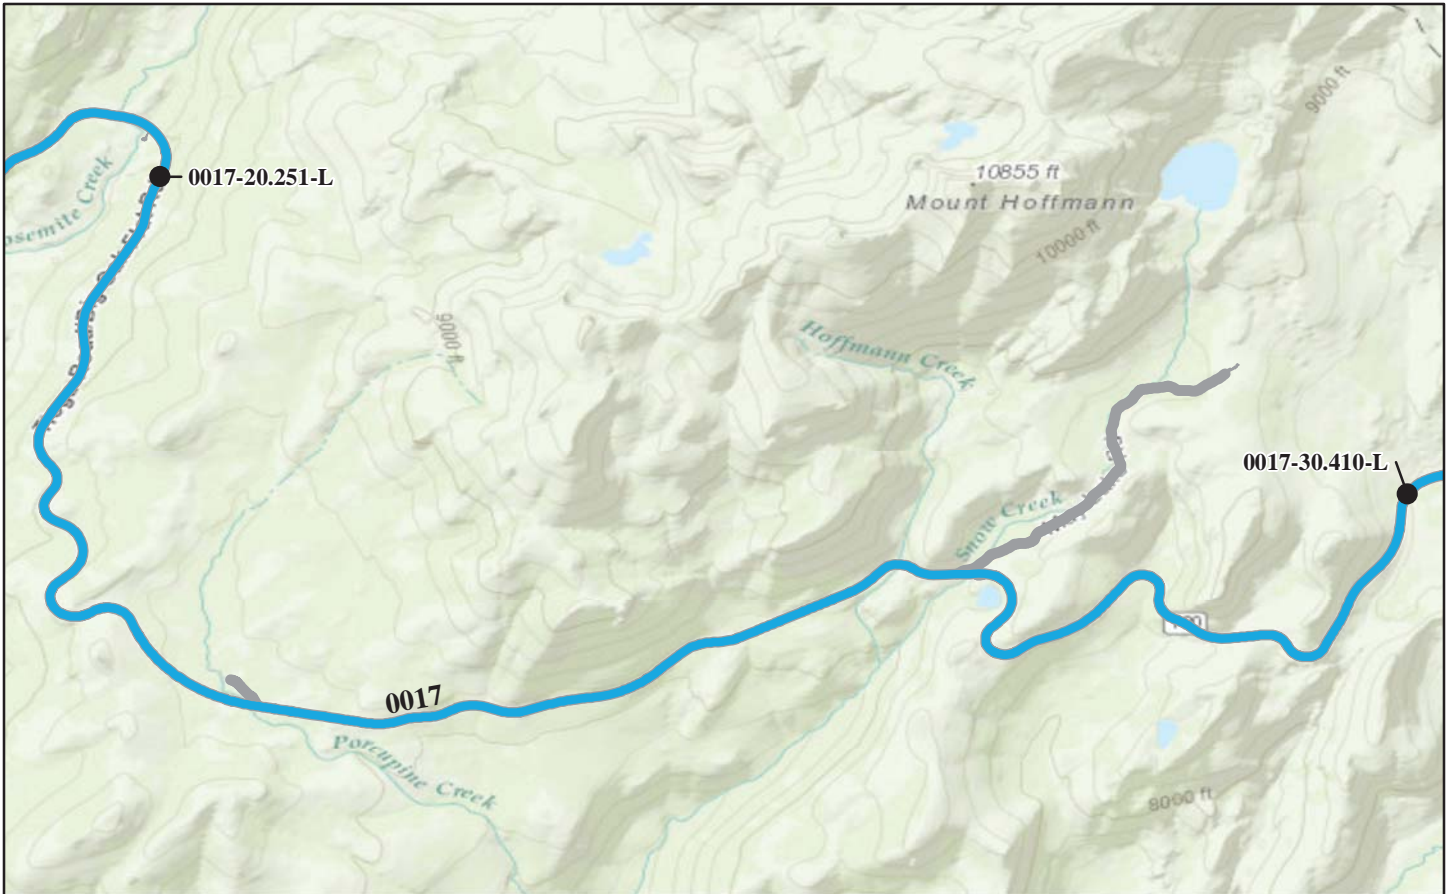 9000 ft
0017-20.251-L
10855 ft
Mount Hoffmann
10000 ft
9000 ft
Hoffmann Creek
0017-30.410-L
Snow Creek
0017
Porcupine Creek
8000 ft